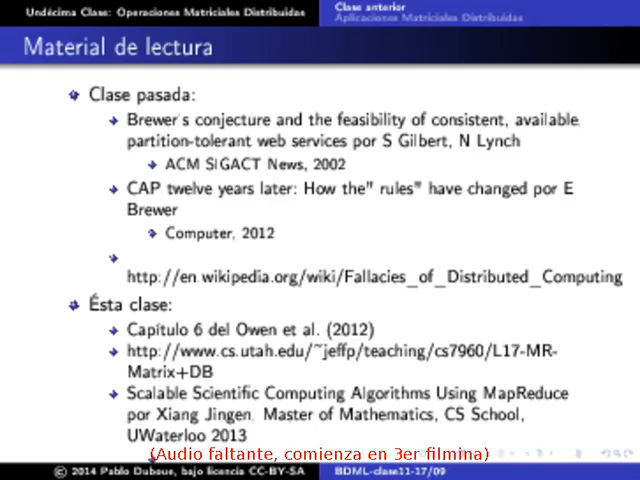 Undécima Clase: Operaciones Matriciales Distribuidas
Clase anterior
Aplicaciones Matriciales Distribuidas
Material de lectura
Clase pasada:
Brewer's conjecture and the feasibility of consistent, available,
partition-tolerant web services por S Gilbert, N Lynch
ACM SIGACT News, 2002
CAP twelve years later: How the" rules" have changed por E
Brewer
Computer, 2012
http://en.wikipedia.org/wiki/Fallacies_of_Distributed_Computing
Ésta clase:
Capítulo 6 del Owen et al. (2012)
http://www.cs.utah.edu/~jeffp/teaching/cs7960/L17-MR-
Matrix+DB
Scalable Scientific Computing Algorithms Using MapReduce
por Xiang Jingen, Master of Mathematics, CS School,
UWaterloo 2013
(Audio faltante, comienza en 3er filmina)
© 2014 Pablo Duboue, bajo licencia CC-BY-SA
BDML-clase11-17/09